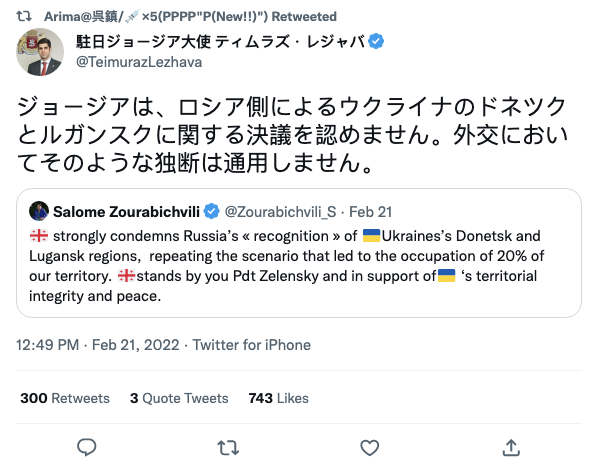 Arima@呉鎮/💉×5(PPPP"P(New!!)") Retweeted
駐日ジョージア大使 ティムラズ・レジャバ
@TeimurazLezhava
ジョージアは、ロシア側によるウクライナのドネツク
とルガンスクに関する決議を認めません。外交におい
てそのような独断は通用しません。
Salome Zourabichvili @Zourabichvili_S · Feb 21
🇬🇪 strongly condemns Russia's « recognition » of 🇺🇦Ukraines's Donetsk and
Lugansk regions, repeating the scenario that led to the occupation of 20% of
our territory. 🇬🇪stands by you Pdt Zelensky and in support of🇺🇦 's territorial
integrity and peace.
12:49 PM · Feb 21, 2022 · Twitter for iPhone
300 Retweets 3 Quote Tweets 743 Likes